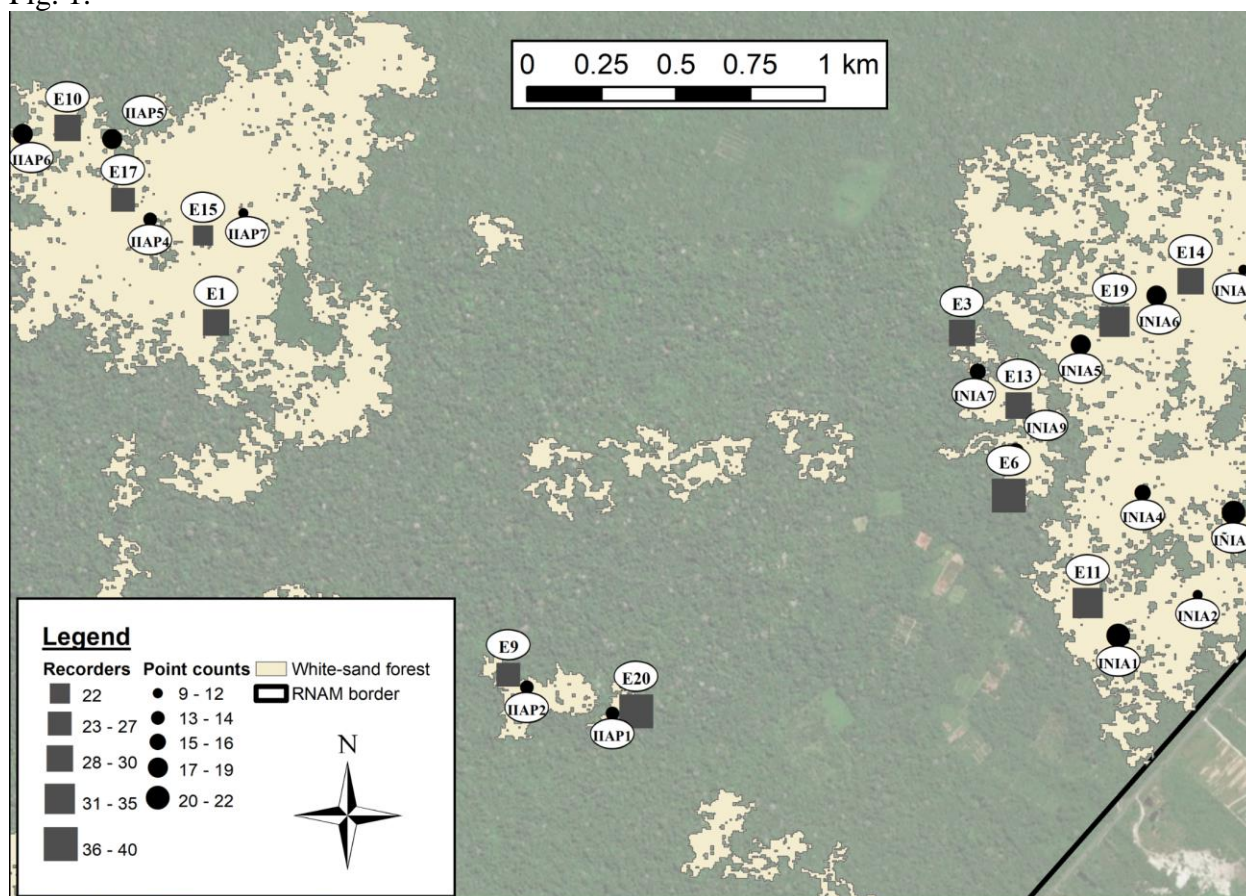 Fig. 1.
0 0.25 0.5 0.75 1 km
E10
IIAP5
IIAP6
E17
E15
IIAP4
IIAP7
E1
E14
INIA
E3
E19
INIA6
INIA5
INIA7
E13
INIA9
E6
INIA4
IÑIA
E11
INIA2
INIA1
E9
IIAP2
E20
IIAP1
Legend
Recorders
22
23 - 27
28 - 30
31 - 35
36 - 40
Point counts
9 - 12
13 - 14
15 - 16
17 - 19
20 - 22
White-sand forest
RNAM border
N